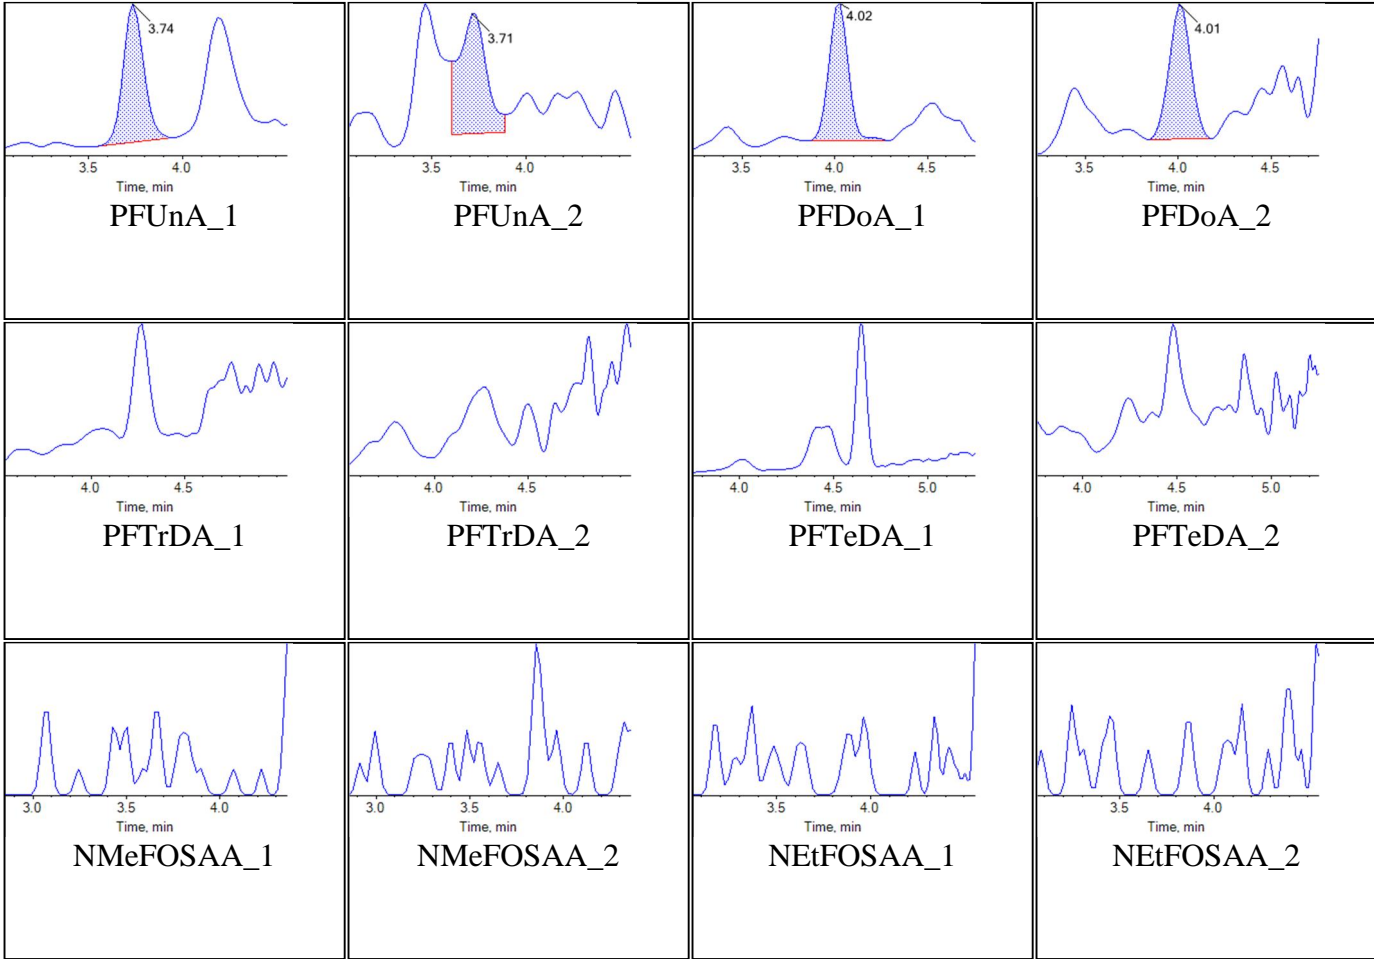 3.74
3.5 4.0
Time, min
PFUnA_1
3.71
3.5 4.0
Time, min
PFUnA_2
4.02
3.5 4.0 4.5
Time, min
PFDoA_1
4.01
3.5 4.0 4.5
Time, min
PFDoA_2
4.0 4.5
Time, min
PFTrDA_1
4.0 4.5
Time, min
PFTrDA_2
4.0 4.5 5.0
Time, min
PFTeDA_1
4.0 4.5 5.0
Time, min
PFTeDA_2
3.0 3.5 4.0
Time, min
NMeFOSAA_1
3.0 3.5 4.0
Time, min
NMeFOSAA_2
3.5 4.0
Time, min
NEtFOSAA_1
3.5 4.0
Time, min
NEtFOSAA_2